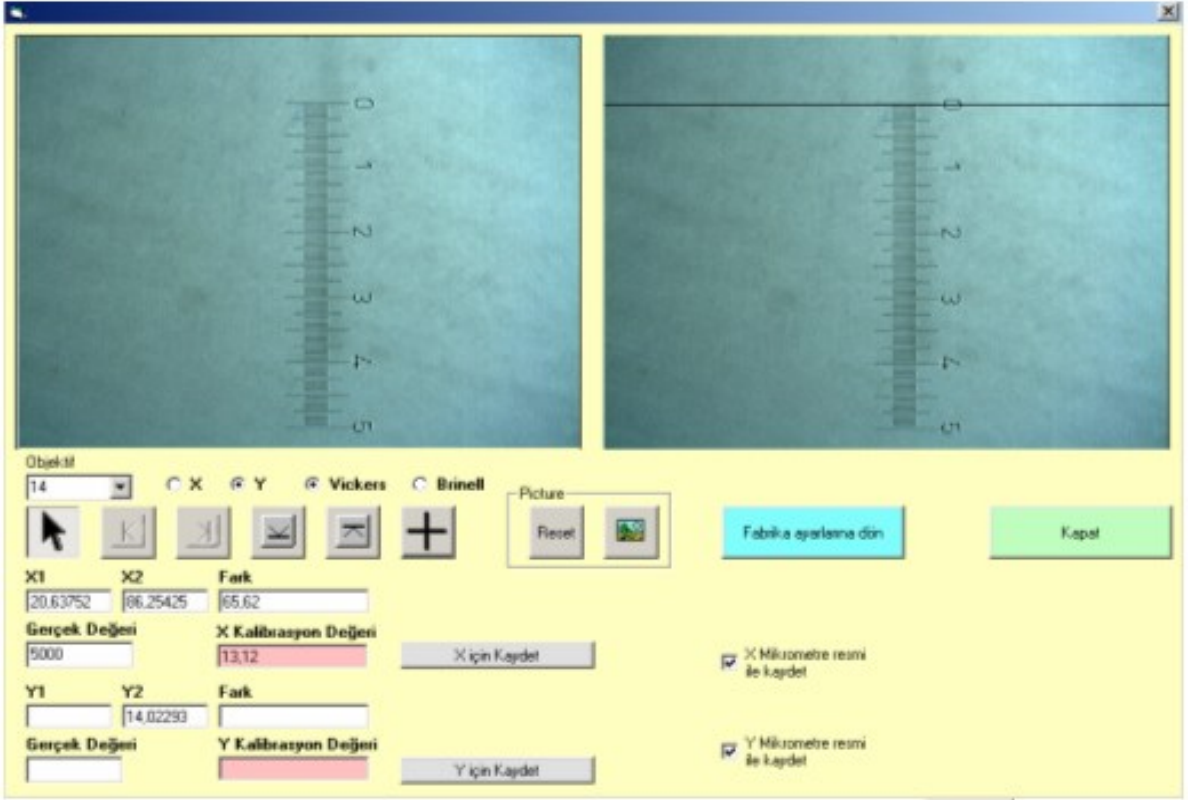 0 0
1 1
2 2
3 3
4 4
5 5
Objektif
14 X Y Vickers Brinell
Picture
Reset
Fabrika ayarlarına dön
Kapat
X1 X2 Fark
20,63752 86,25425 65,62
Gerçek Değeri X Kalibrasyon Değeri
5000 13,12 X için Kaydet
X Mikrometre resmi
ile kaydet
Y1 Y2 Fark
14,02293
Gerçek Değeri Y Kalibrasyon Değeri
Y için Kaydet
Y Mikrometre resmi
ile kaydet